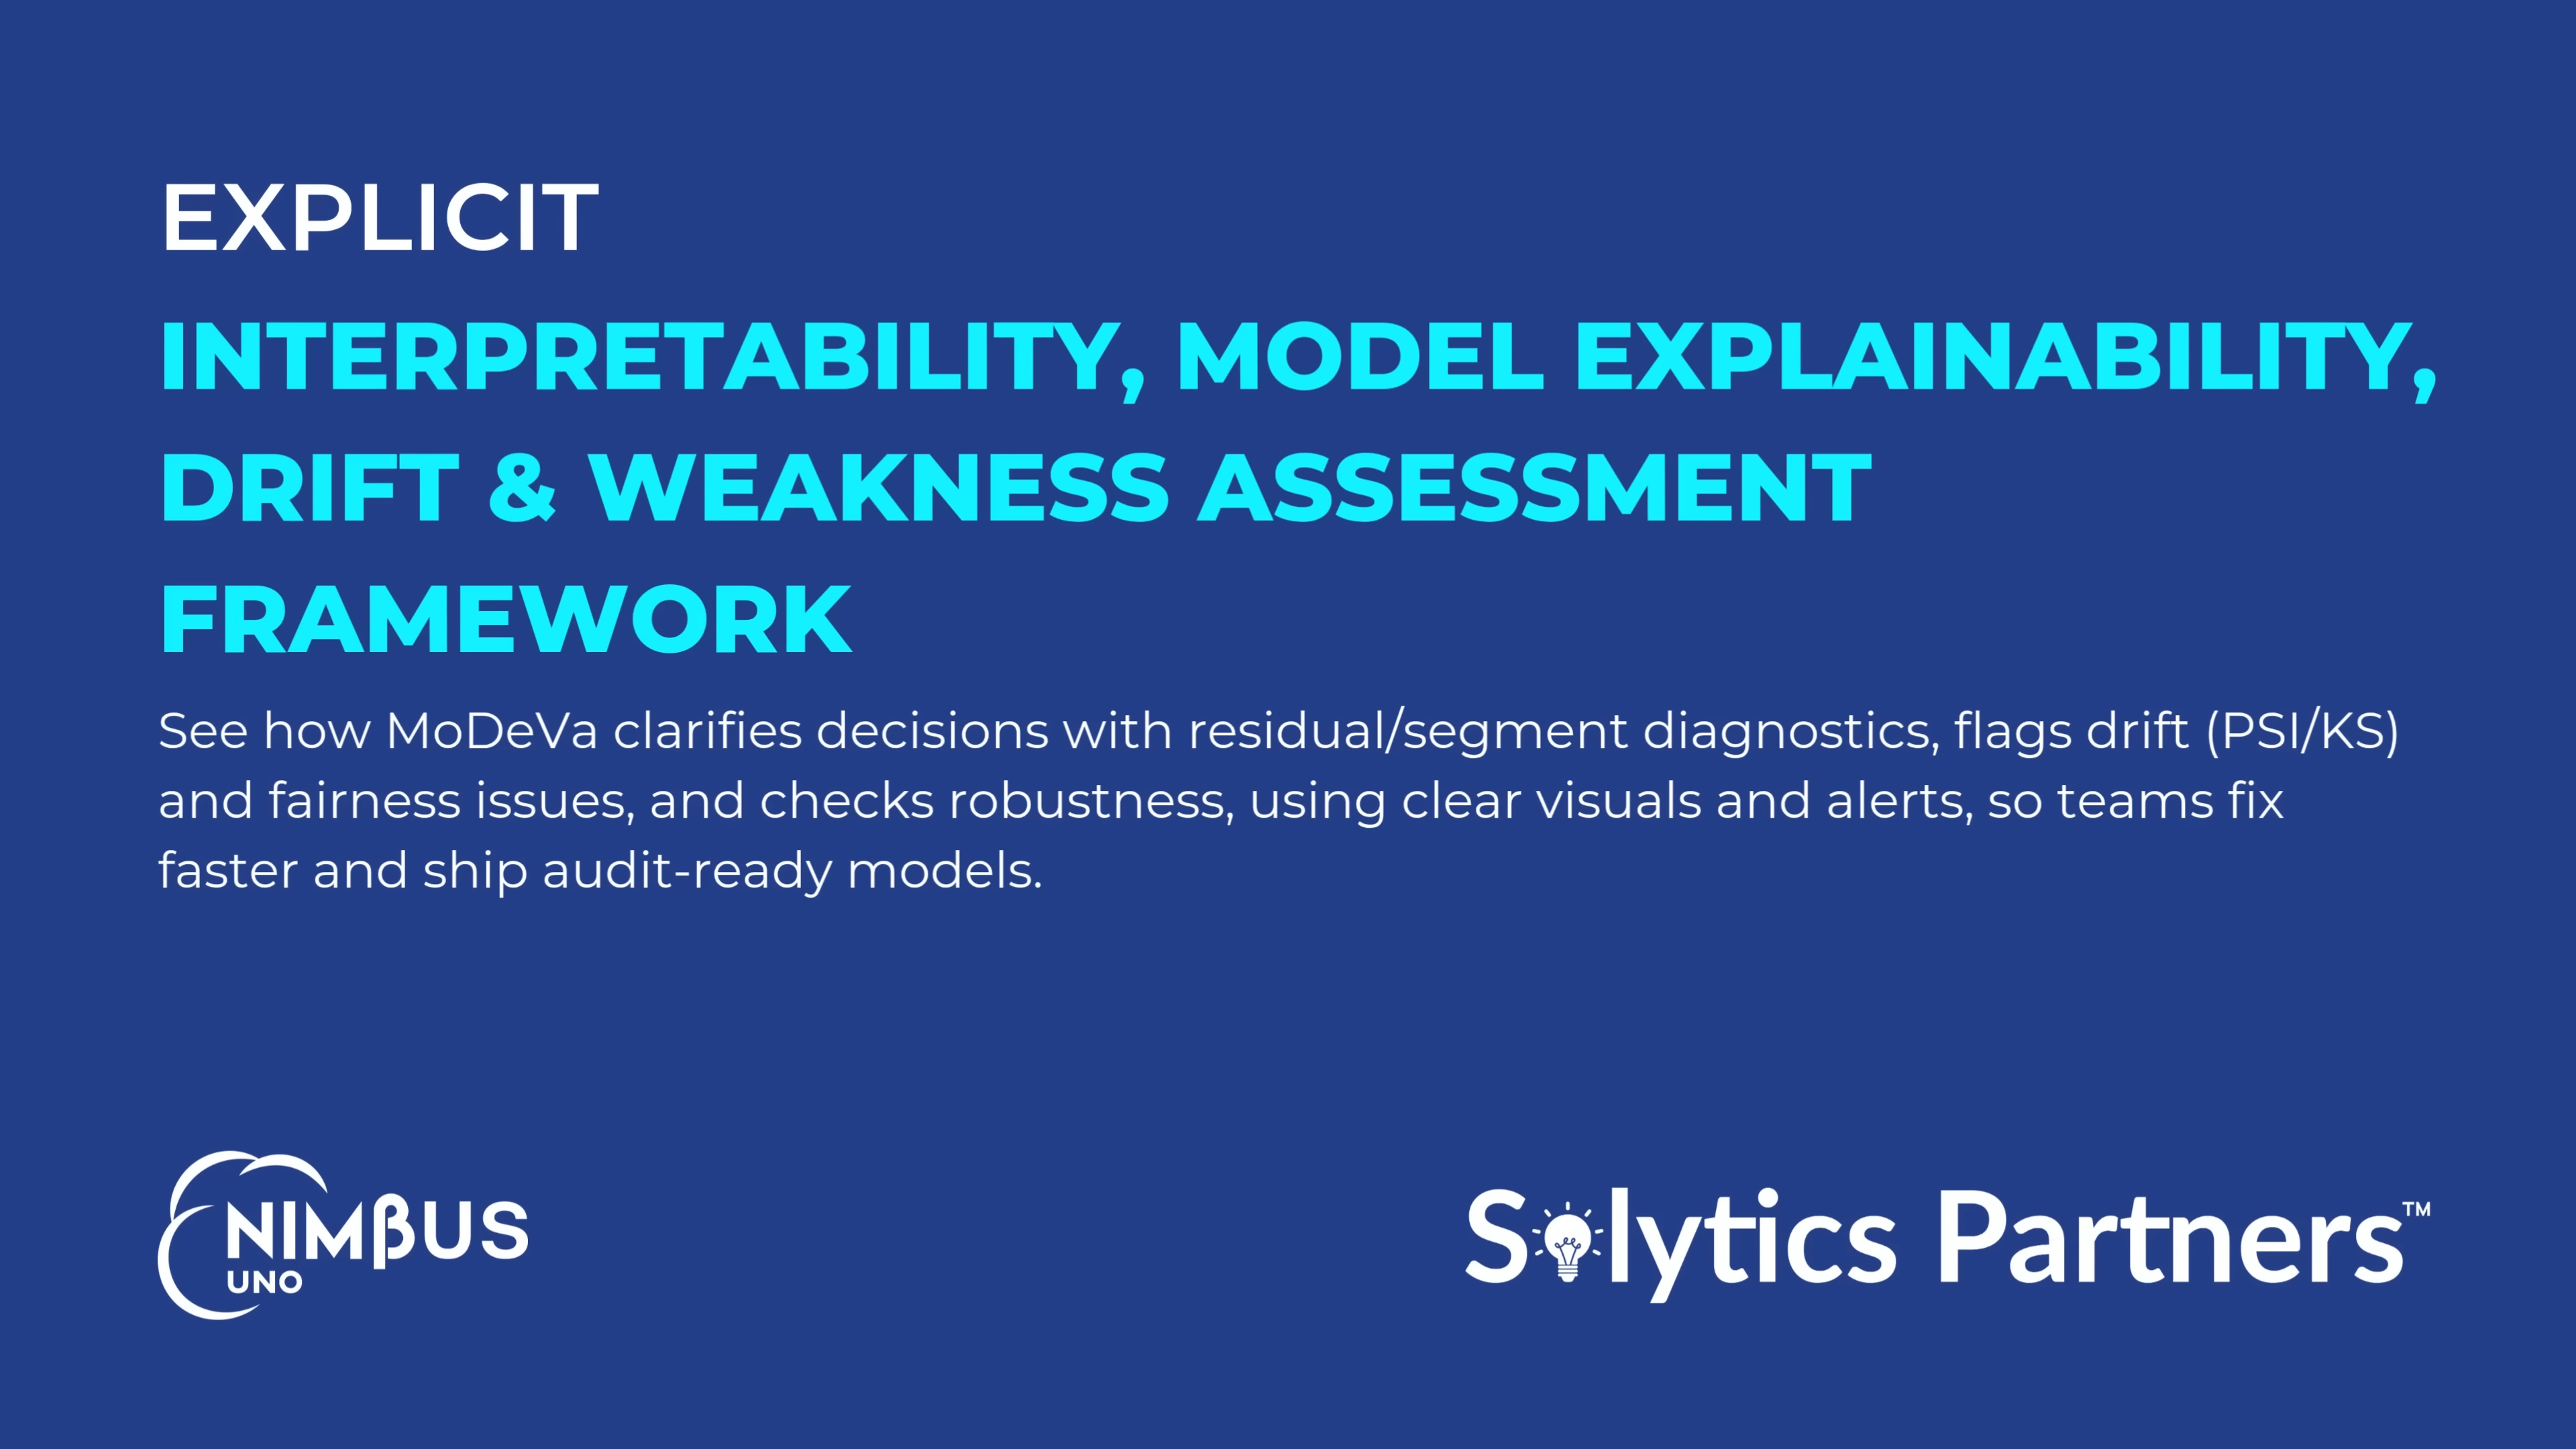 EXPLICIT
INTERPRETABILITY, MODEL EXPLAINABILITY,
DRIFT & WEAKNESS ASSESSMENT
FRAMEWORK
See how MoDeVa clarifies decisions with residual/segment diagnostics, flags drift (PSI/KS)
and fairness issues, and checks robustness, using clear visuals and alerts, so teams fix
faster and ship audit-ready models.
NIMβUS
UNO
Solytics Partners™